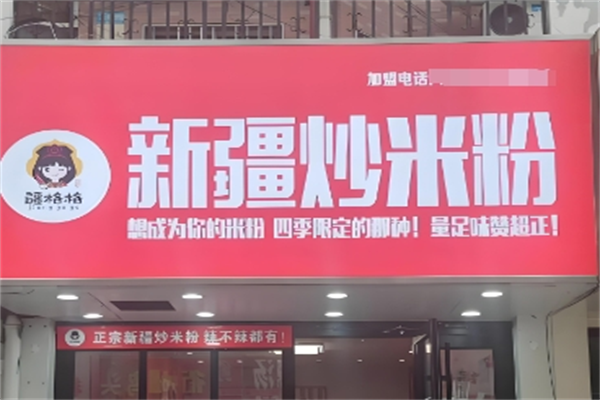 加盟电话:
新疆炒米粉
疆格格
想成为你的米粉 四季限定的那种! 量足味赞超正!
正宗新疆炒米粉 辣不辣都有!